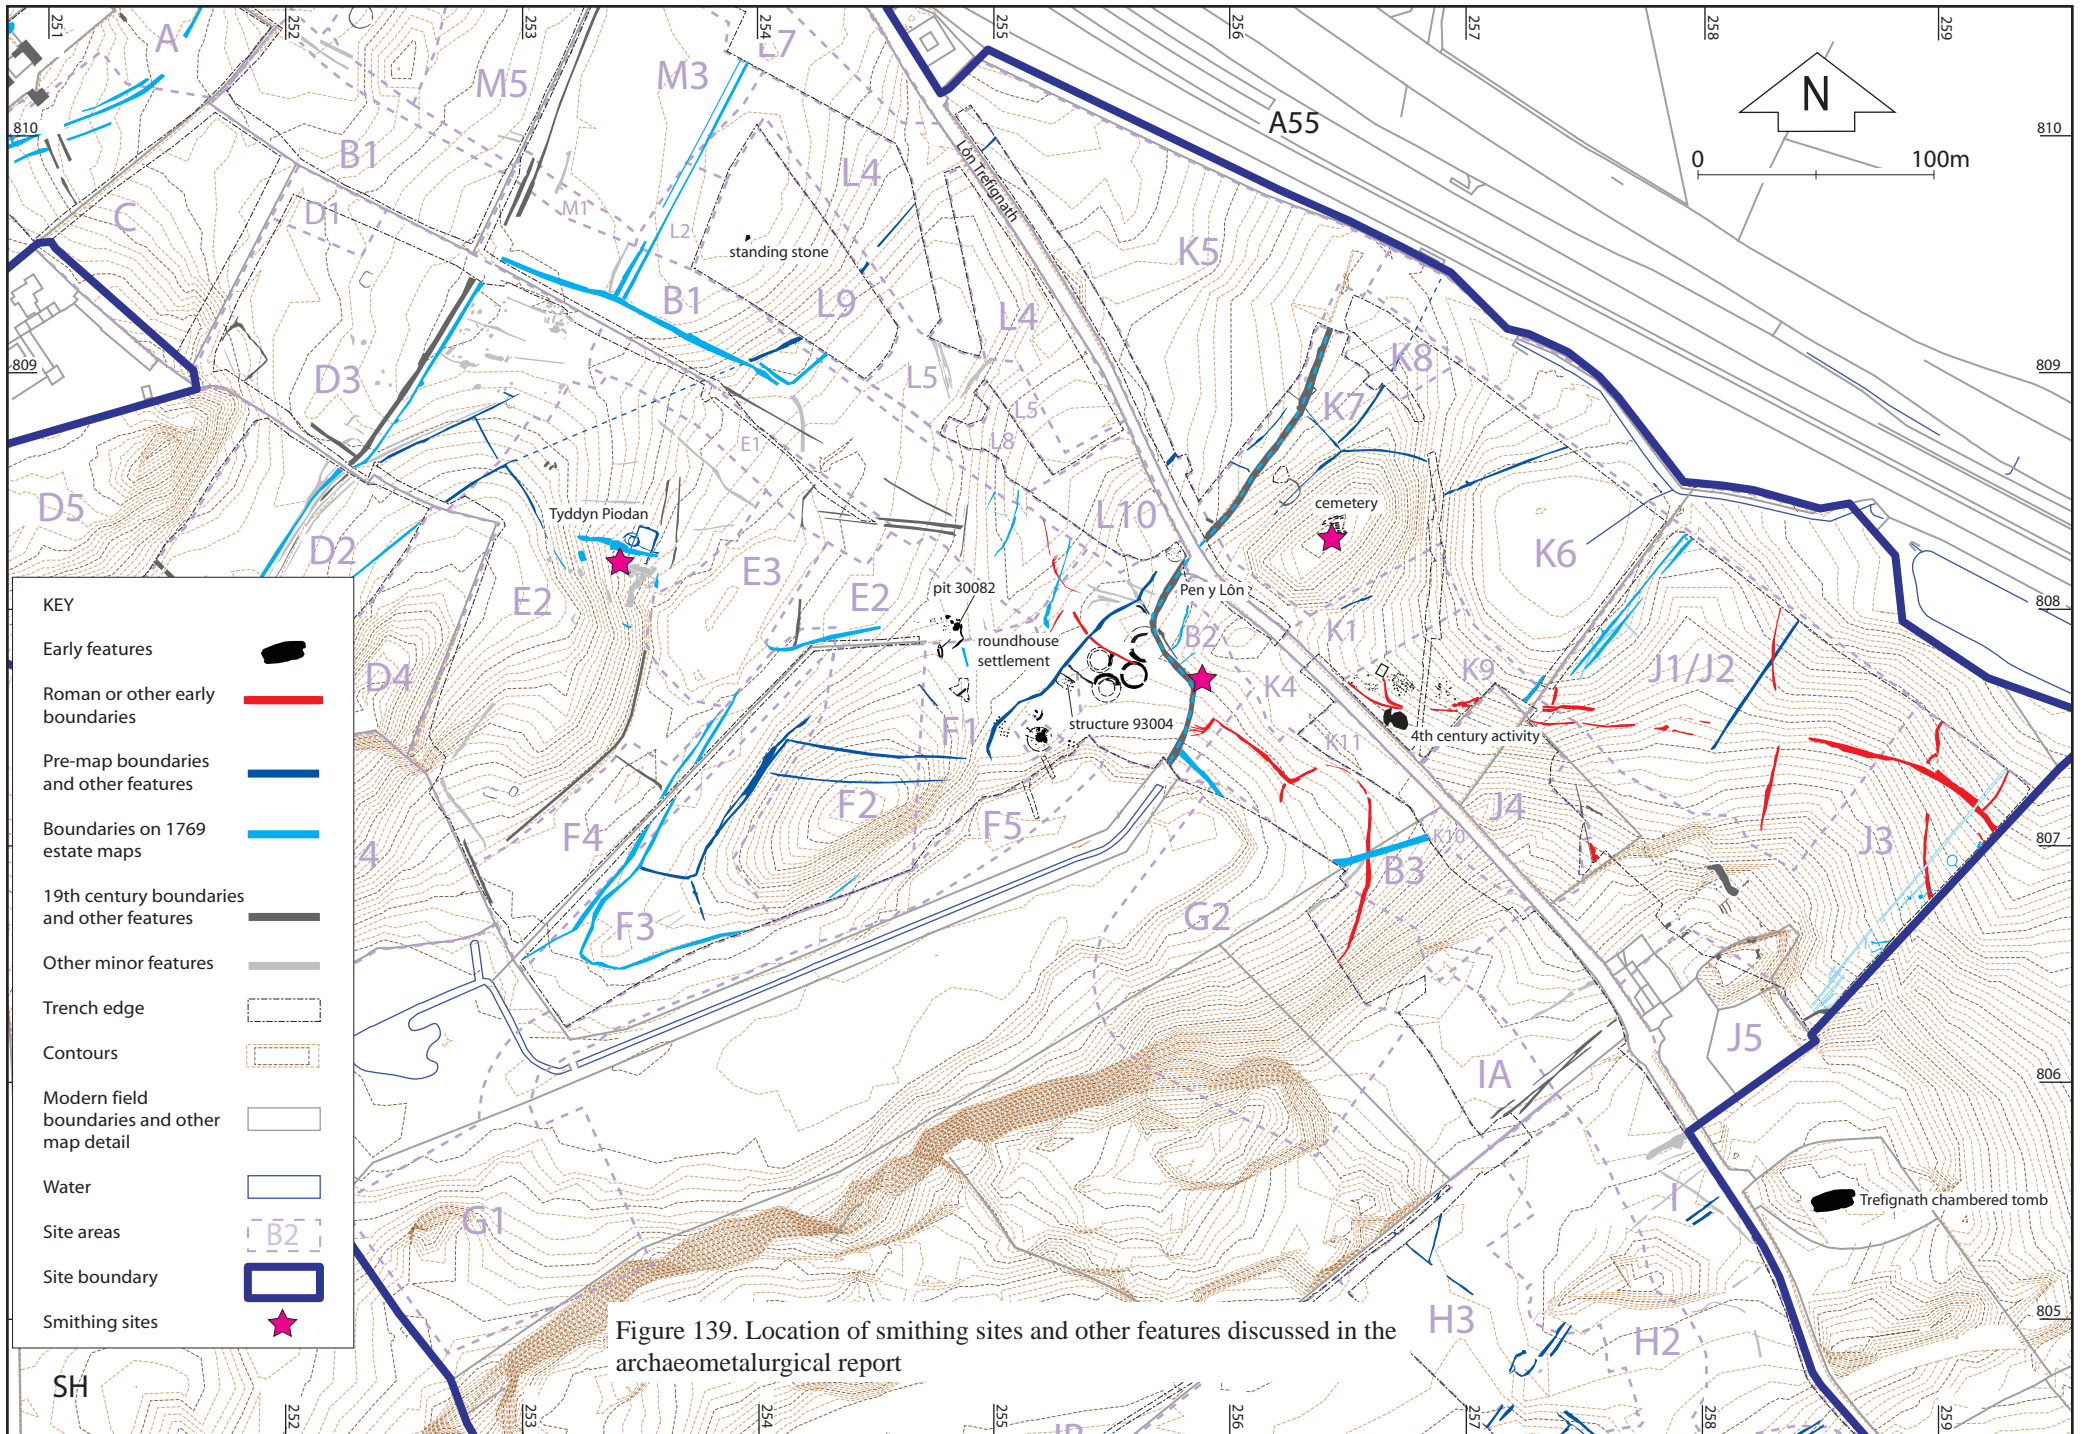 251
252
253
254
255
256
257
258
259
A
M5
M3
L7
A55
N
0
100m
810
810
B1
L4
Lôn Trefignath
C
D1
M1
L2
standing stone
K5
B1
L9
L4
809
809
D3
K8
L5
L5
K7
E1
L8
D5
Tyddyn Piodan
L10
cemetery
D2
K6
E2
E3
E2
pit 30082
Pen y Lôn
808
roundhouse
settlement
B2
K1
K9
J1/J2
D4
K4
F1
structure 93004
4th century activity
K11
F2
F5
J4
F4
K10
J3
807
4
B3
F3
G2
J5
IA
806
Trefignath chambered tomb
I
G1
H3
H2
805
KEY
Early features
Roman or other early
boundaries
Pre-map boundaries
and other features
Boundaries on 1769
estate maps
19th century boundaries
and other features
Other minor features
Trench edge
Contours
Modern field
boundaries and other
map detail
Water
Site areas
B2
Site boundary
Smithing sites
Figure 139. Location of smithing sites and other features discussed in the
archaeometalurgical report
SH
252
253
254
255
256
257
258
259